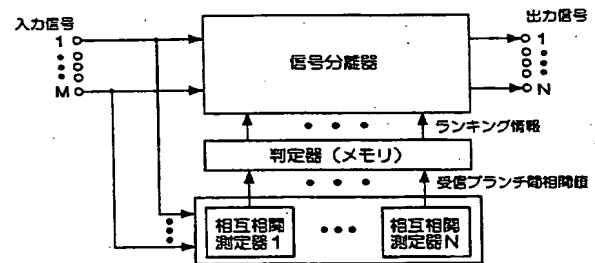 入力信号
1
M
信号分離器
出力信号
1
N
ランキング情報
判定器（メモリ）
受信ブランチ間相関値
相互相関
測定器1
相互相関
測定器N